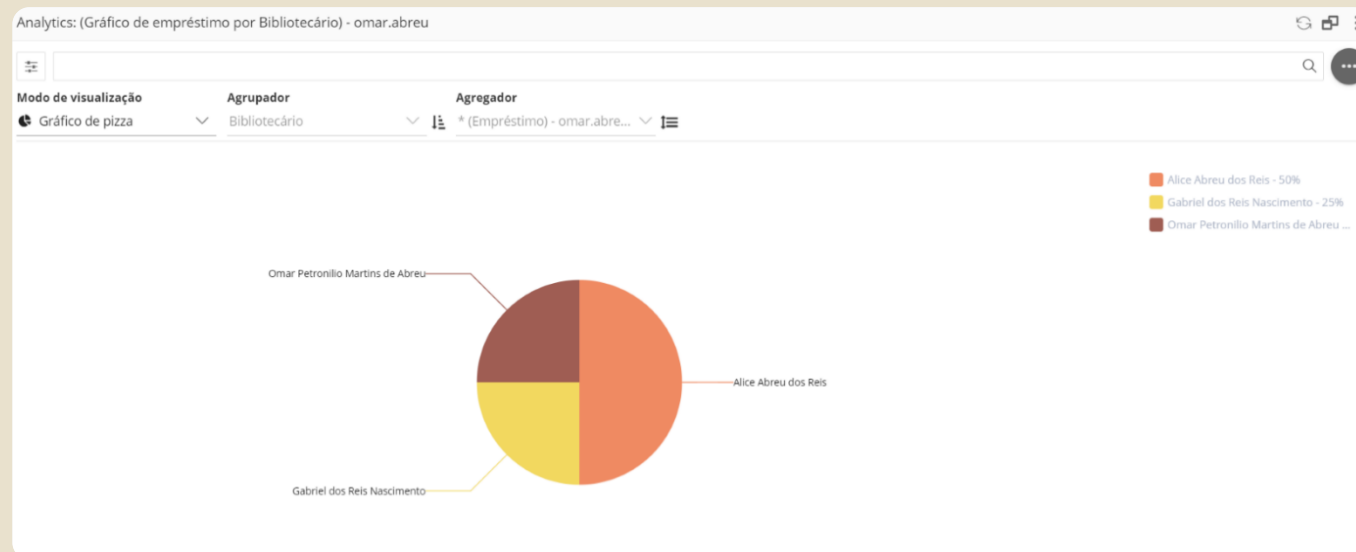 Analytics: (Gráfico de empréstimo por Bibliotecário) - omar.abreu
Modo de visualização
Agrupador
Agregador
Gráfico de pizza
Bibliotecário
* (Empréstimo) - omar.abre...
Alice Abreu dos Reis - 50%
Gabriel dos Reis Nascimento - 25%
Omar Petronilio Martins de Abreu ...
Omar Petronilio Martins de Abreu
Alice Abreu dos Reis
Gabriel dos Reis Nascimento